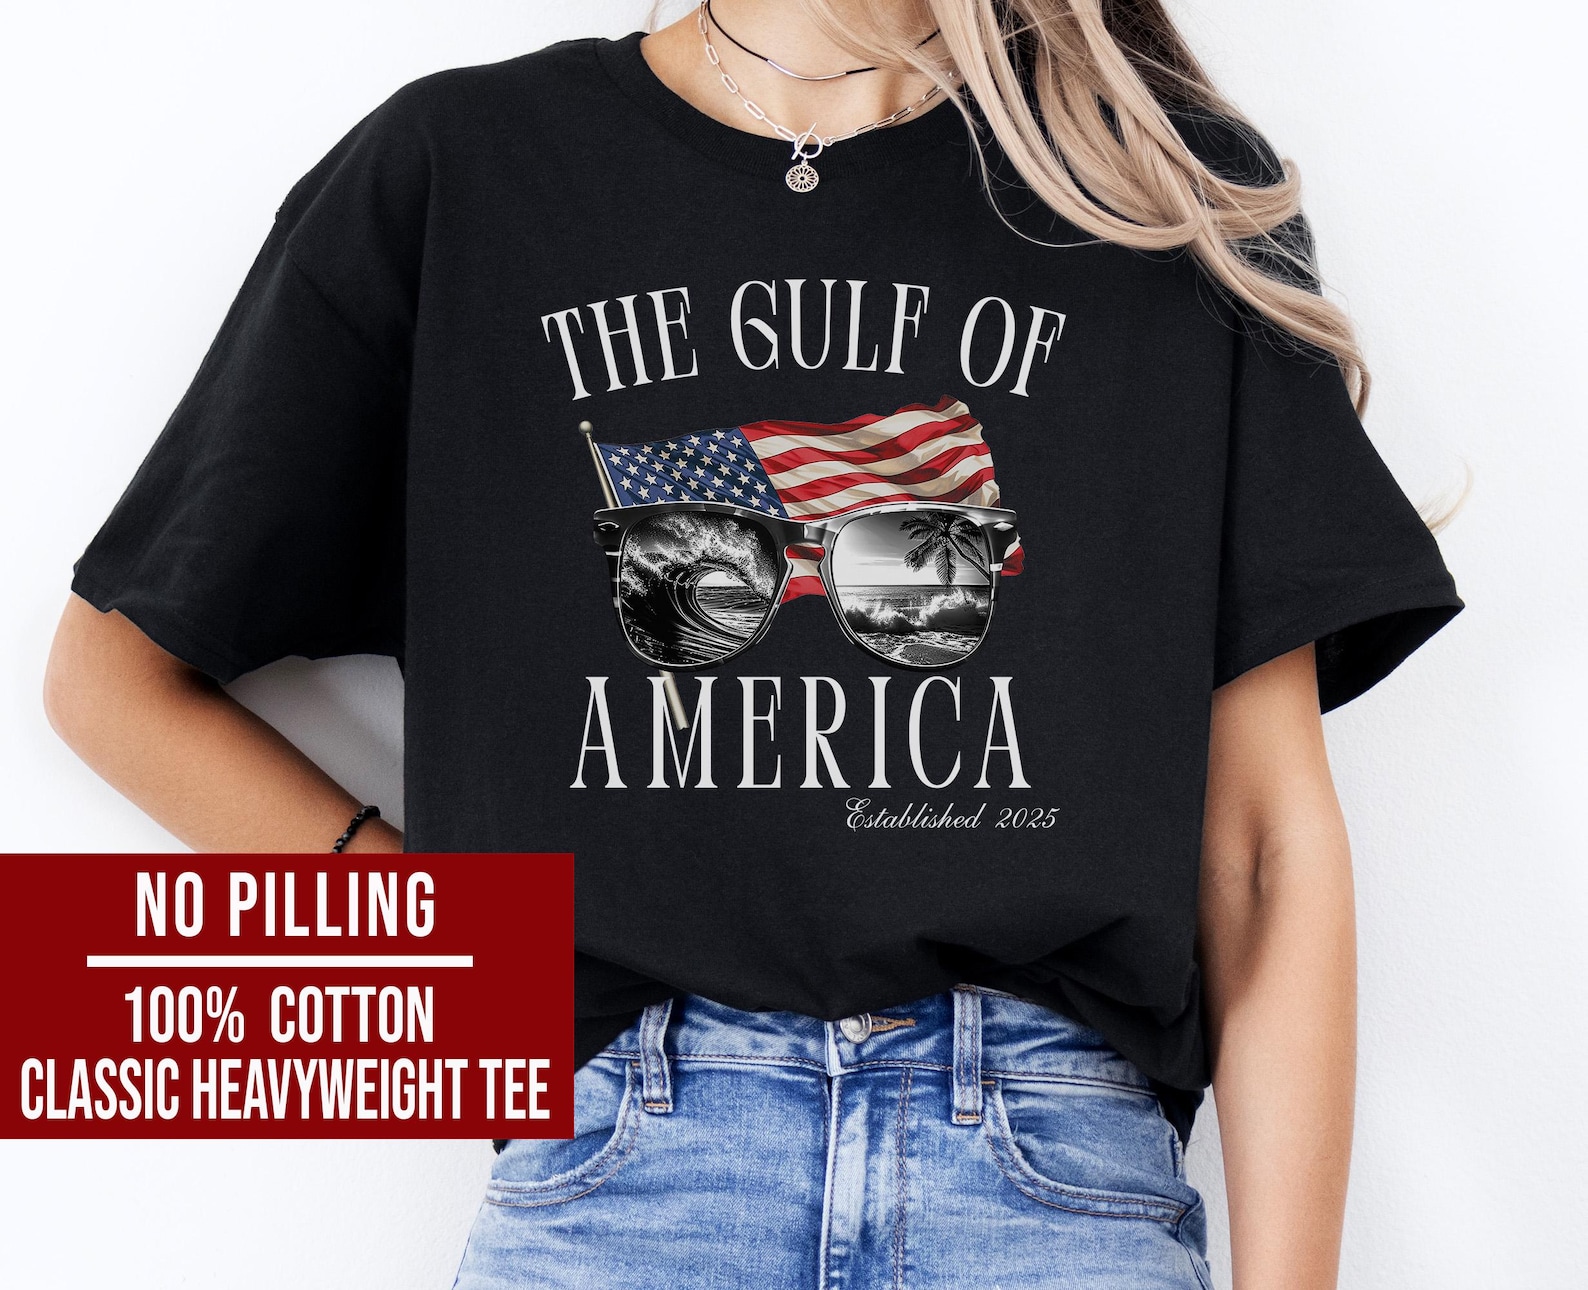 THE GULF OF
AMERICA
Established 2025
NO PILLING
100% COTTON
CLASSIC HEAVYWEIGHT TEE